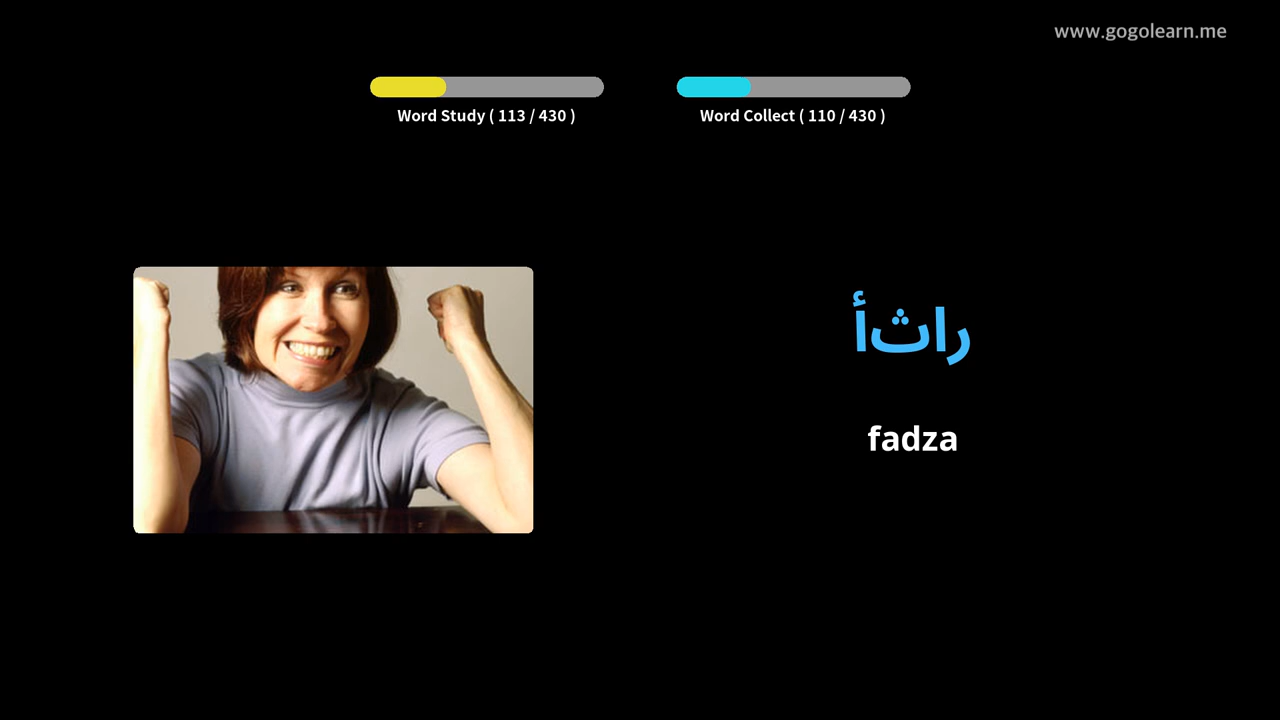 www.gogolearn.me
Word Study ( 113 / 430 )
Word Collect ( 110 / 430 )
راثأ
fadza